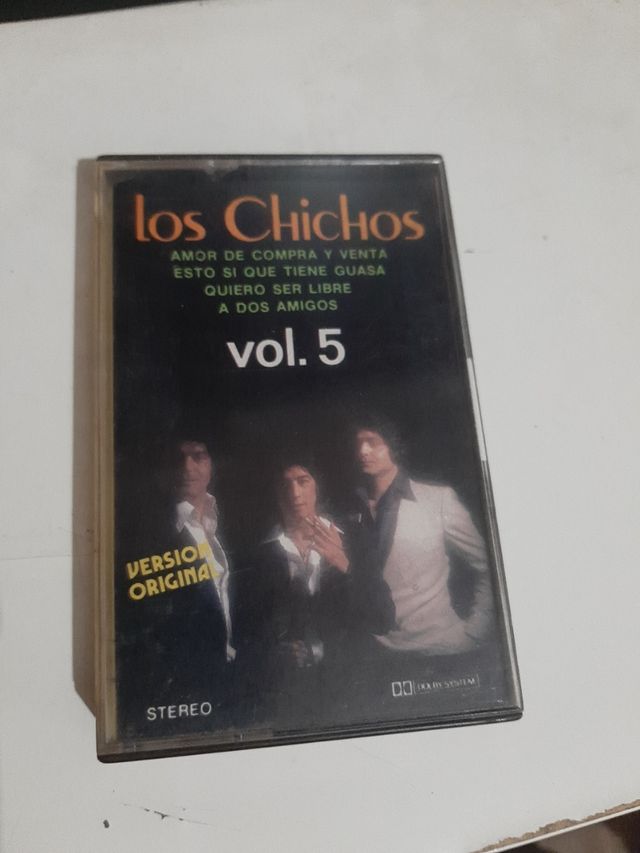 Los Chichos
AMOR DE COMPRA Y VENTA
ESTO SI QUE TIENE GUASA
QUIERO SER LIBRE
A DOS AMIGOS
vol. 5
VERSION
ORIGINAL
STEREO
DOLBY SYSTEM